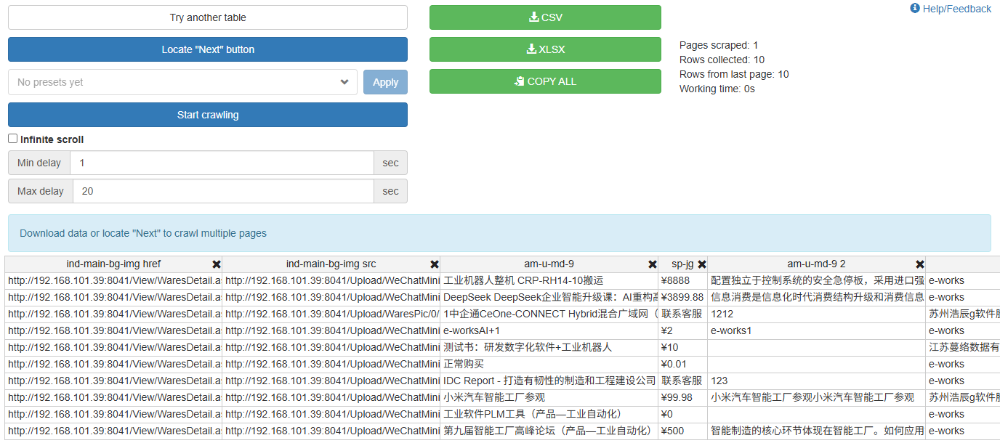 Try another table
CSV
Help/Feedback
Locate "Next" button
XLSX
Pages scraped: 1
Rows collected: 10
Rows from last page: 10
Working time: 0s
No presets yet
Apply
COPY ALL
Start crawling
Infinite scroll
Min delay 1 sec
Max delay 20 sec
Download data or locate "Next" to crawl multiple pages
ind-main-bg-img href ind-main-bg-img src am-u-md-9 sp-jg am-u-md-9 2
http://192.168.101.39:8041/View/WaresDetail.a http://192.168.101.39:8041/Upload/WeChatMini 工业机器人整机 CRP-RH14-10搬运 ¥8888 配置独立于控制系统的安全急停板，采用进口强 e-works
http://192.168.101.39:8041/View/WaresDetail.a http://192.168.101.39:8041/Upload/WeChatMini DeepSeek DeepSeek企业智能升级课：AI重构高 ¥3899.88 信息消费是信息化时代消费结构升级和消费信息 e-works
http://192.168.101.39:8041/View/WaresDetail.a http://192.168.101.39:8041/Upload/WaresPic/0/ 1中企通CeOne-CONNECT Hybrid混合广域网（ 联系客服 1212 苏州浩辰g软件
http://192.168.101.39:8041/View/WaresDetail.a http://192.168.101.39:8041/Upload/WeChatMini e-worksAI+1 ¥2 e-works1 e-works
http://192.168.101.39:8041/View/WaresDetail.a http://192.168.101.39:8041/Upload/WeChatMini 测试书：研发数字化软件+工业机器人 ¥10 江苏蔓络数据有
http://192.168.101.39:8041/View/WaresDetail.a http://192.168.101.39:8041/Upload/WeChatMini 正常购买 ¥0.01 e-works
http://192.168.101.39:8041/View/WaresDetail.a http://192.168.101.39:8041/Upload/WeChatMini IDC Report - 打造有韧性的制造和工程建设公司 联系客服 123 e-works
http://192.168.101.39:8041/View/WaresDetail.a http://192.168.101.39:8041/Upload/WeChatMini 小米汽车智能工厂参观 ¥99.98 小米汽车智能工厂参观小米汽车智能工厂参观 苏州浩辰g软件
http://192.168.101.39:8041/View/WaresDetail.a http://192.168.101.39:8041/Upload/WeChatMini 工业软件PLM工具（产品—工业自动化） ¥0 e-works
http://192.168.101.39:8041/View/WaresDetail.a http://192.168.101.39:8041/Upload/WeChatMini 第九届智能工厂高峰论坛（产品—工业自动化） ¥500 智能制造的核心环节体现在智能工厂。如何应用 e-works